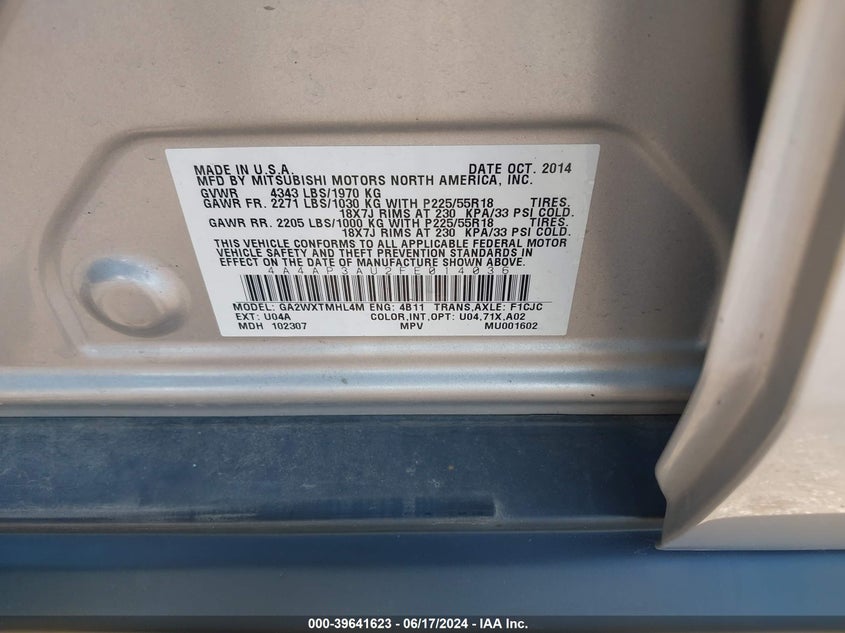 MADE IN U.S.A. DATE OCT. 2014
MFD BY MITSUBISHI MOTORS NORTH AMERICA, INC.
GVWR 4343 LBS/1970 KG
GAWR FR. 2271 LBS/1030 KG WITH P225/55R18 TIRES.
18X7J RIMS AT 230 KPA/33 PSI COLD.
GAWR RR. 2205 LBS/1000 KG WITH P225/55R18 TIRES.
18X7J RIMS AT 230 KPA/33 PSI COLD.
THIS VEHICLE CONFORMS TO ALL APPLICABLE FEDERAL MOTOR
VEHICLE SAFETY AND THEFT PREVENTION STANDARDS IN
EFFECT ON THE DATE OF MANUFACTURE SHOWN ABOVE.
4A4AP3AU2FE014036
MODEL: GA2WXTMHL4M ENG: 4B11 TRANS,AXLE: F1CJC
EXT: U04A COLOR,INT,OPT: U04,71X,A02
MDH 102307 MPV MU001602
000-39641623 - 06/17/2024 - IAA Inc.